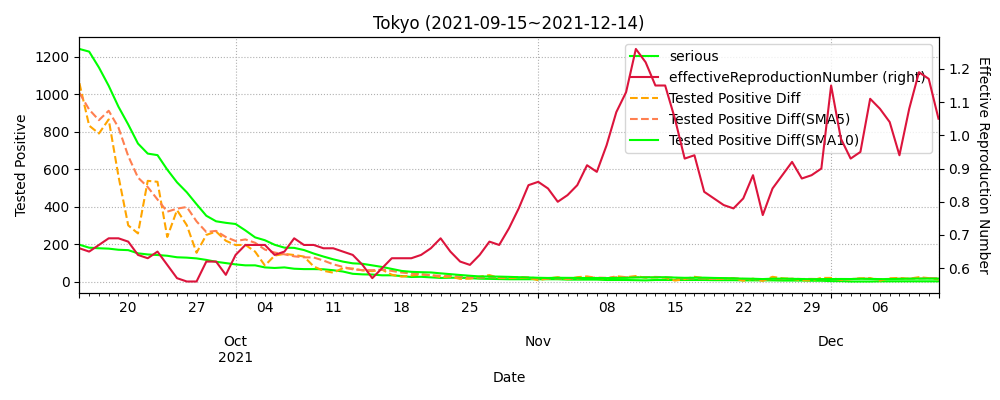 Tokyo (2021-09-15~2021-12-14)
serious
effectiveReproductionNumber (right)
Tested Positive Diff
Tested Positive Diff(SMA5)
Tested Positive Diff(SMA10)
Tested Positive
1200
1000
800
600
400
200
0
1.2
1.1
1.0
0.9
0.8
0.7
0.6
Effective Reproduction Number
20 27 04 11 18 25 08 15 22 29 06
Oct Nov Dec
2021
Date